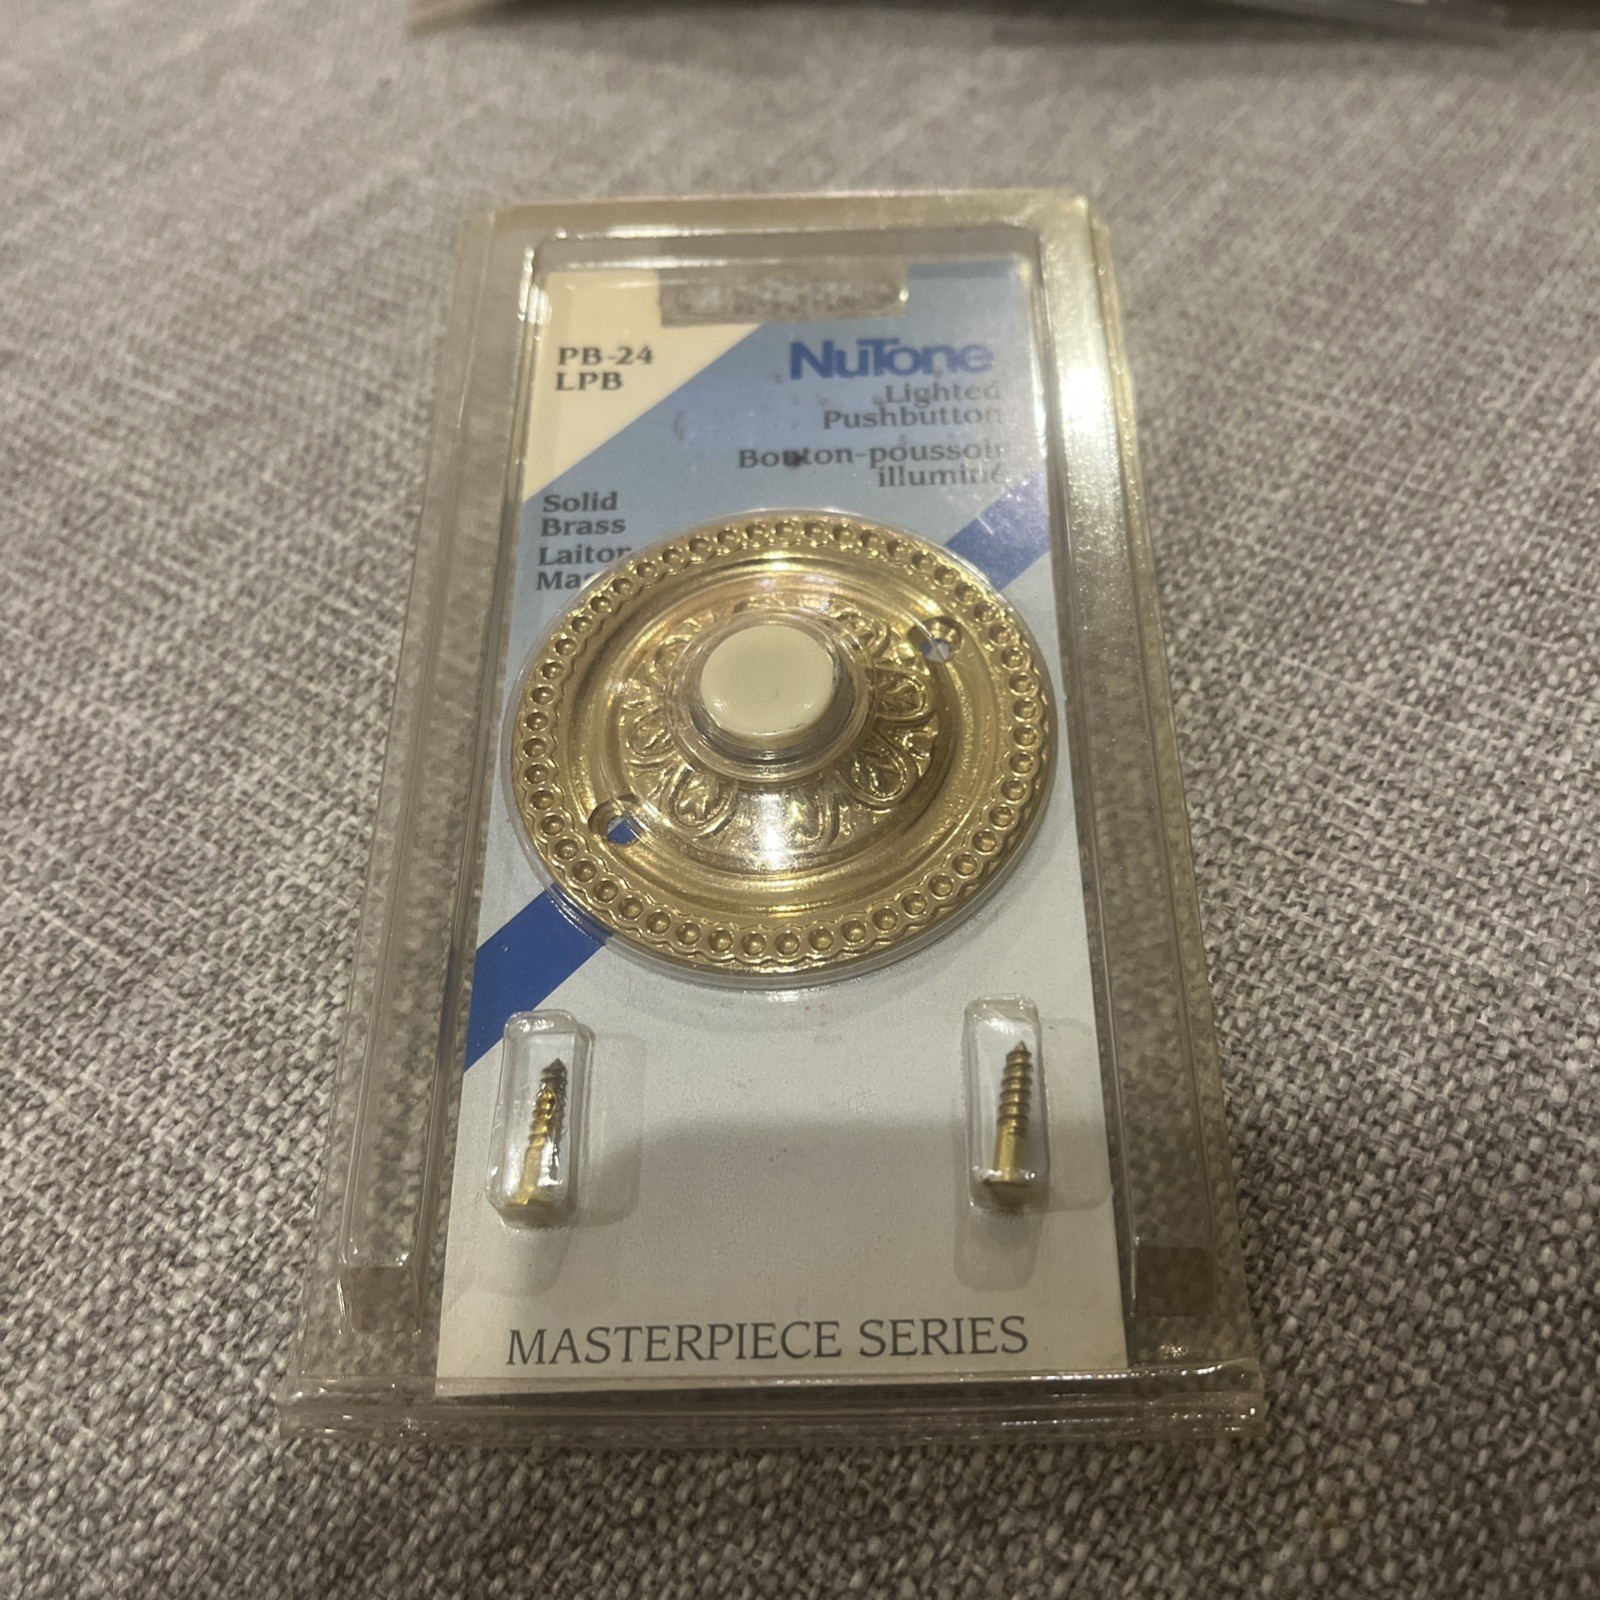 PB-24
LPB
NuTone
Lighted
Pushbutton
Bouton-poussoir
illuminé
Solid
Brass
Laiton
MASTERPIECE SERIES